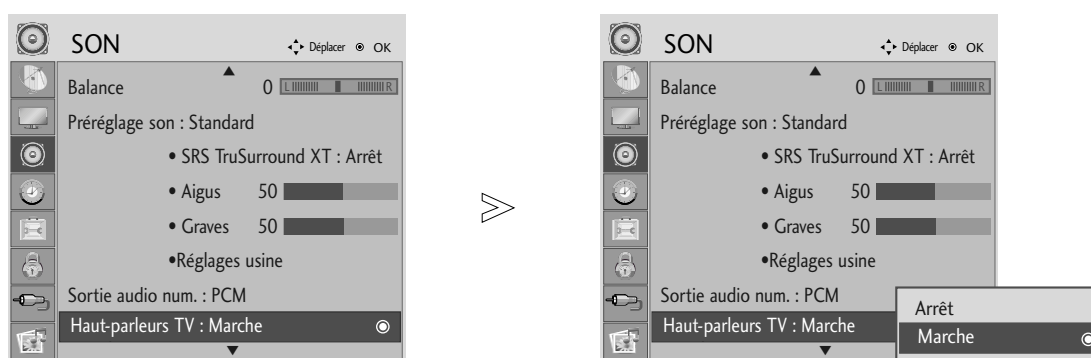 SON
Déplacer OK
Balance 0 L R
Préréglage son : Standard
• SRS TruSurround XT : Arrêt
• Aigus 50
• Graves 50
•Réglages usine
Sortie audio num. : PCM
Haut-parleurs TV : Marche
SON
Déplacer OK
Balance 0 L R
Préréglage son : Standard
• SRS TruSurround XT : Arrêt
• Aigus 50
• Graves 50
•Réglages usine
Sortie audio num. : PCM
Haut-parleurs TV : Marche
Arrêt
Marche